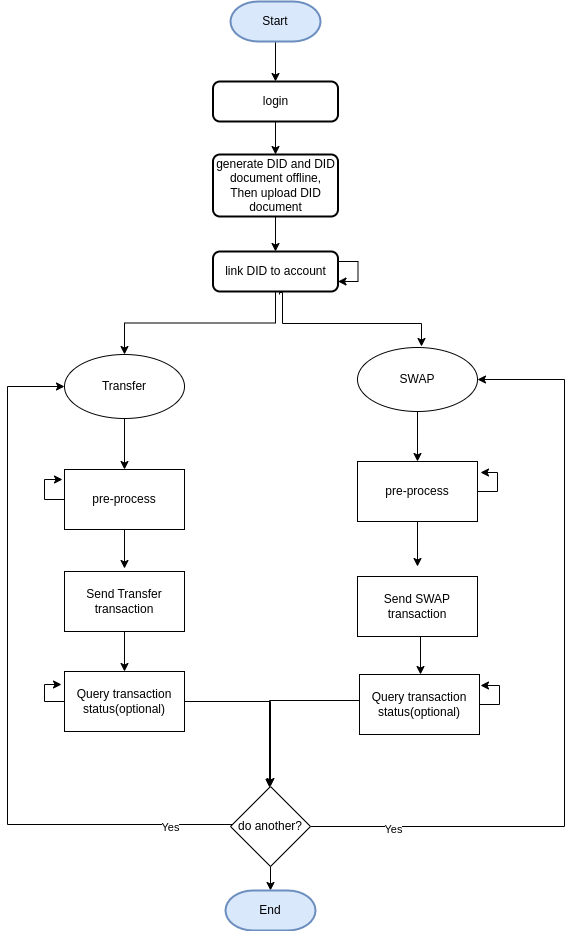 Start
login
generate DID and DID
document offline,
Then upload DID
document
link DID to account
Transfer
SWAP
pre-process
pre-process
Send Transfer
transaction
Send SWAP
transaction
Query transaction
status(optional)
Query transaction
status(optional)
do another?
Yes
Yes
End